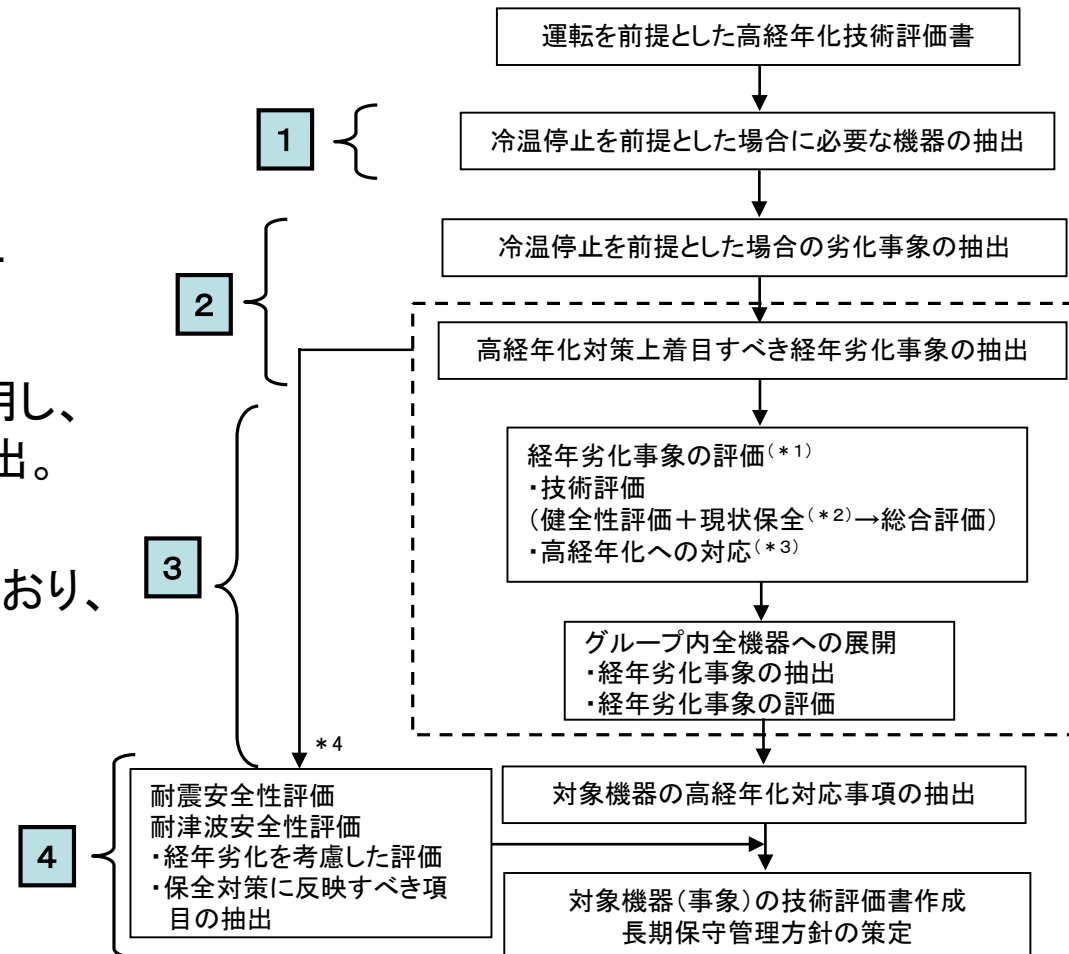 運転を前提とした高経年化技術評価書
1
冷温停止を前提とした場合に必要な機器の抽出
冷温停止を前提とした場合の劣化事象の抽出
2
高経年化対策上着目すべき経年劣化事象の抽出
用し、
出。
経年劣化事象の評価(*1)
・技術評価
(健全性評価+現状保全(*2)→総合評価)
・高経年化への対応(*3)
3
おり、
グループ内全機器への展開
・経年劣化事象の抽出
・経年劣化事象の評価
*4
4
耐震安全性評価
耐津波安全性評価
・経年劣化を考慮した評価
・保全対策に反映すべき項
目の抽出
対象機器の高経年化対応事項の抽出
対象機器(事象)の技術評価書作成
長期保守管理方針の策定